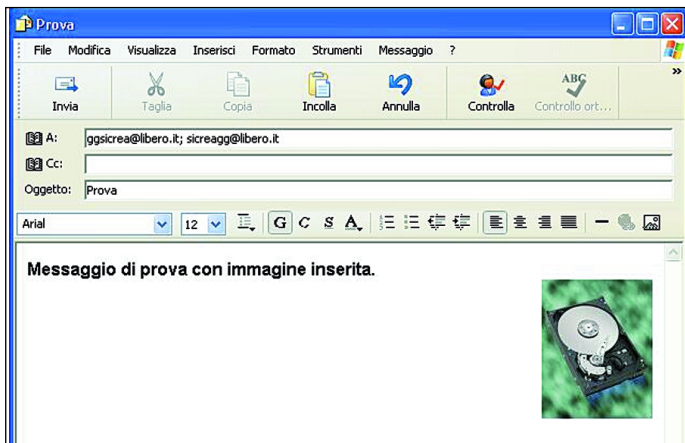 Prova
File Modifica Visualizza Inserisci Formato Strumenti Messaggio ?
Invia Taglia Copia Incolla Annulla Controlla Controllo ort... »
A: ggsicrea@libero.it; sicreagg@libero.it
Cc:
Oggetto: Prova
Arial 12 G C S A
Messaggio di prova con immagine inserita.